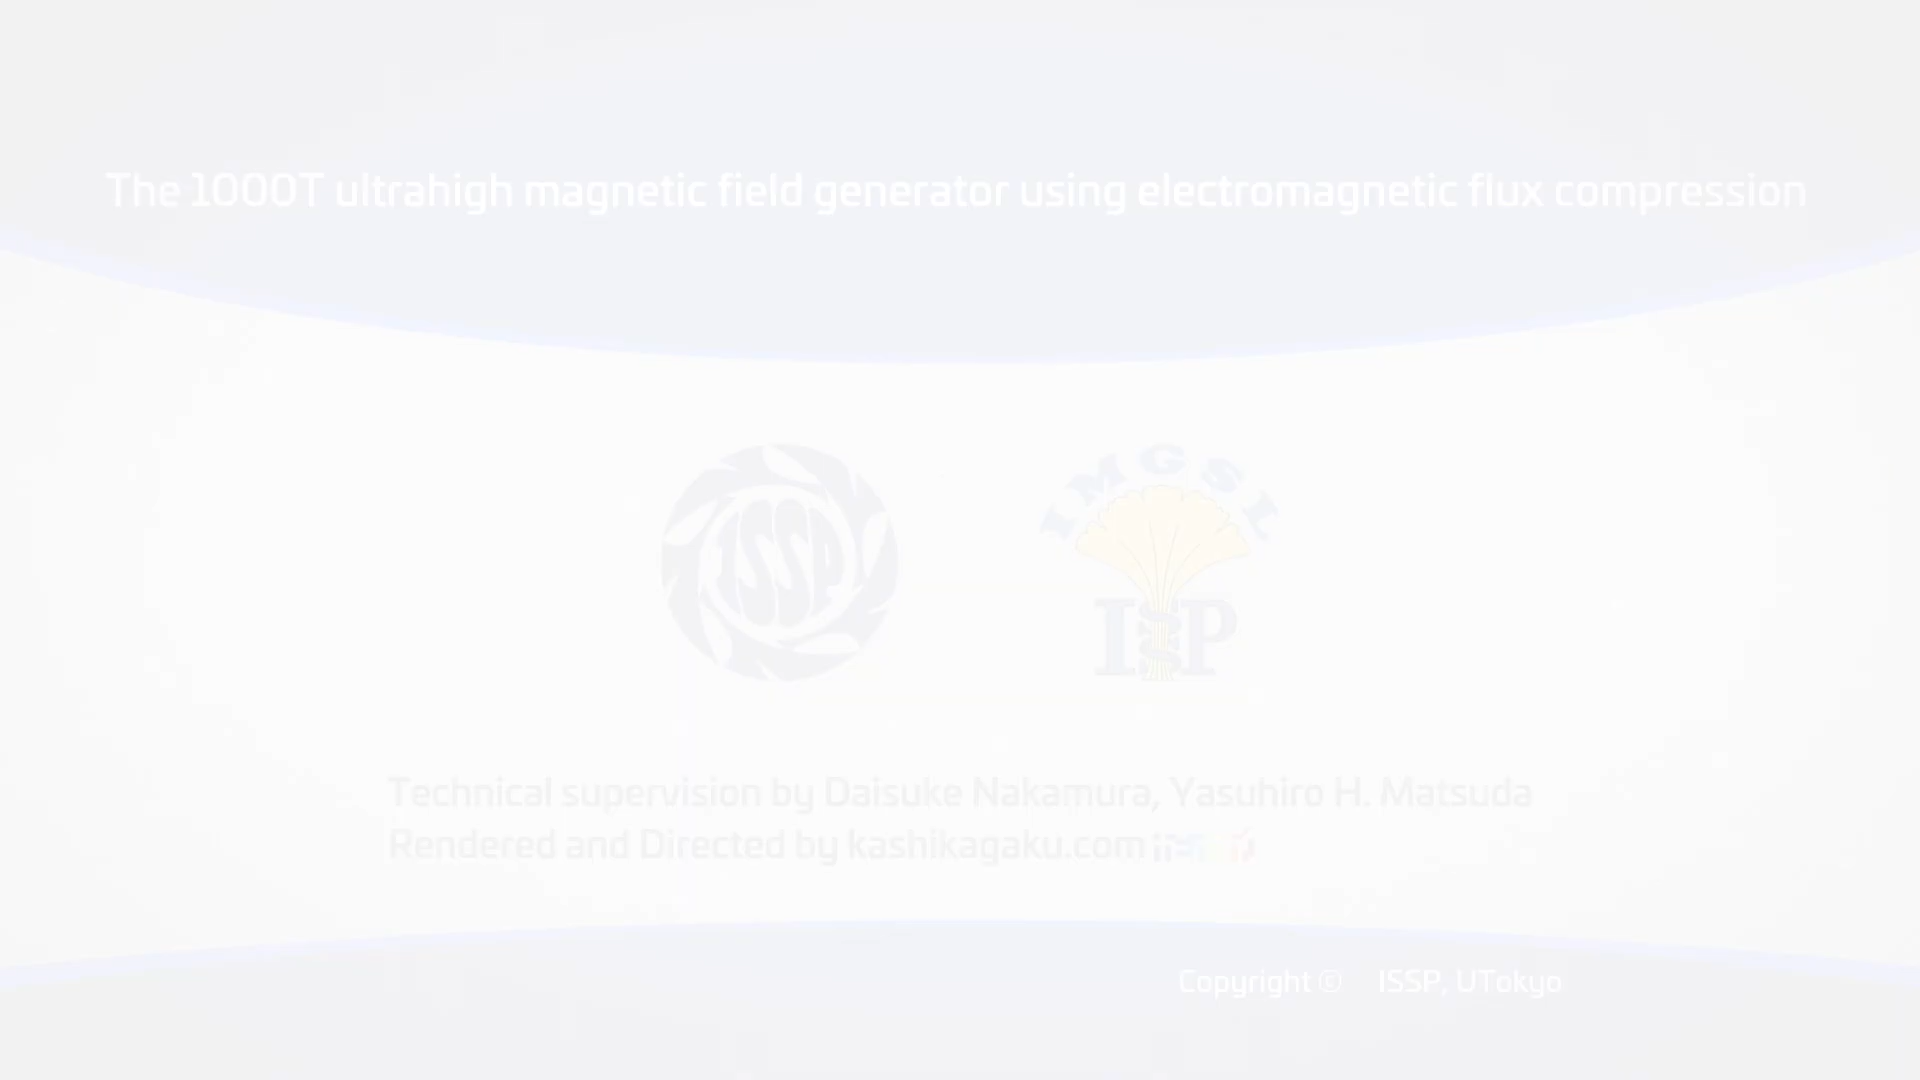 The 1000T ultrahigh magnetic field generator using electromagnetic flux compression
ISSP
IMGSL
ISSP
Technical supervision by Daisuke Nakamura, Yasuhiro H. Matsuda
Rendered and Directed by kashikagaku.com
Copyright © ISSP, UTokyo